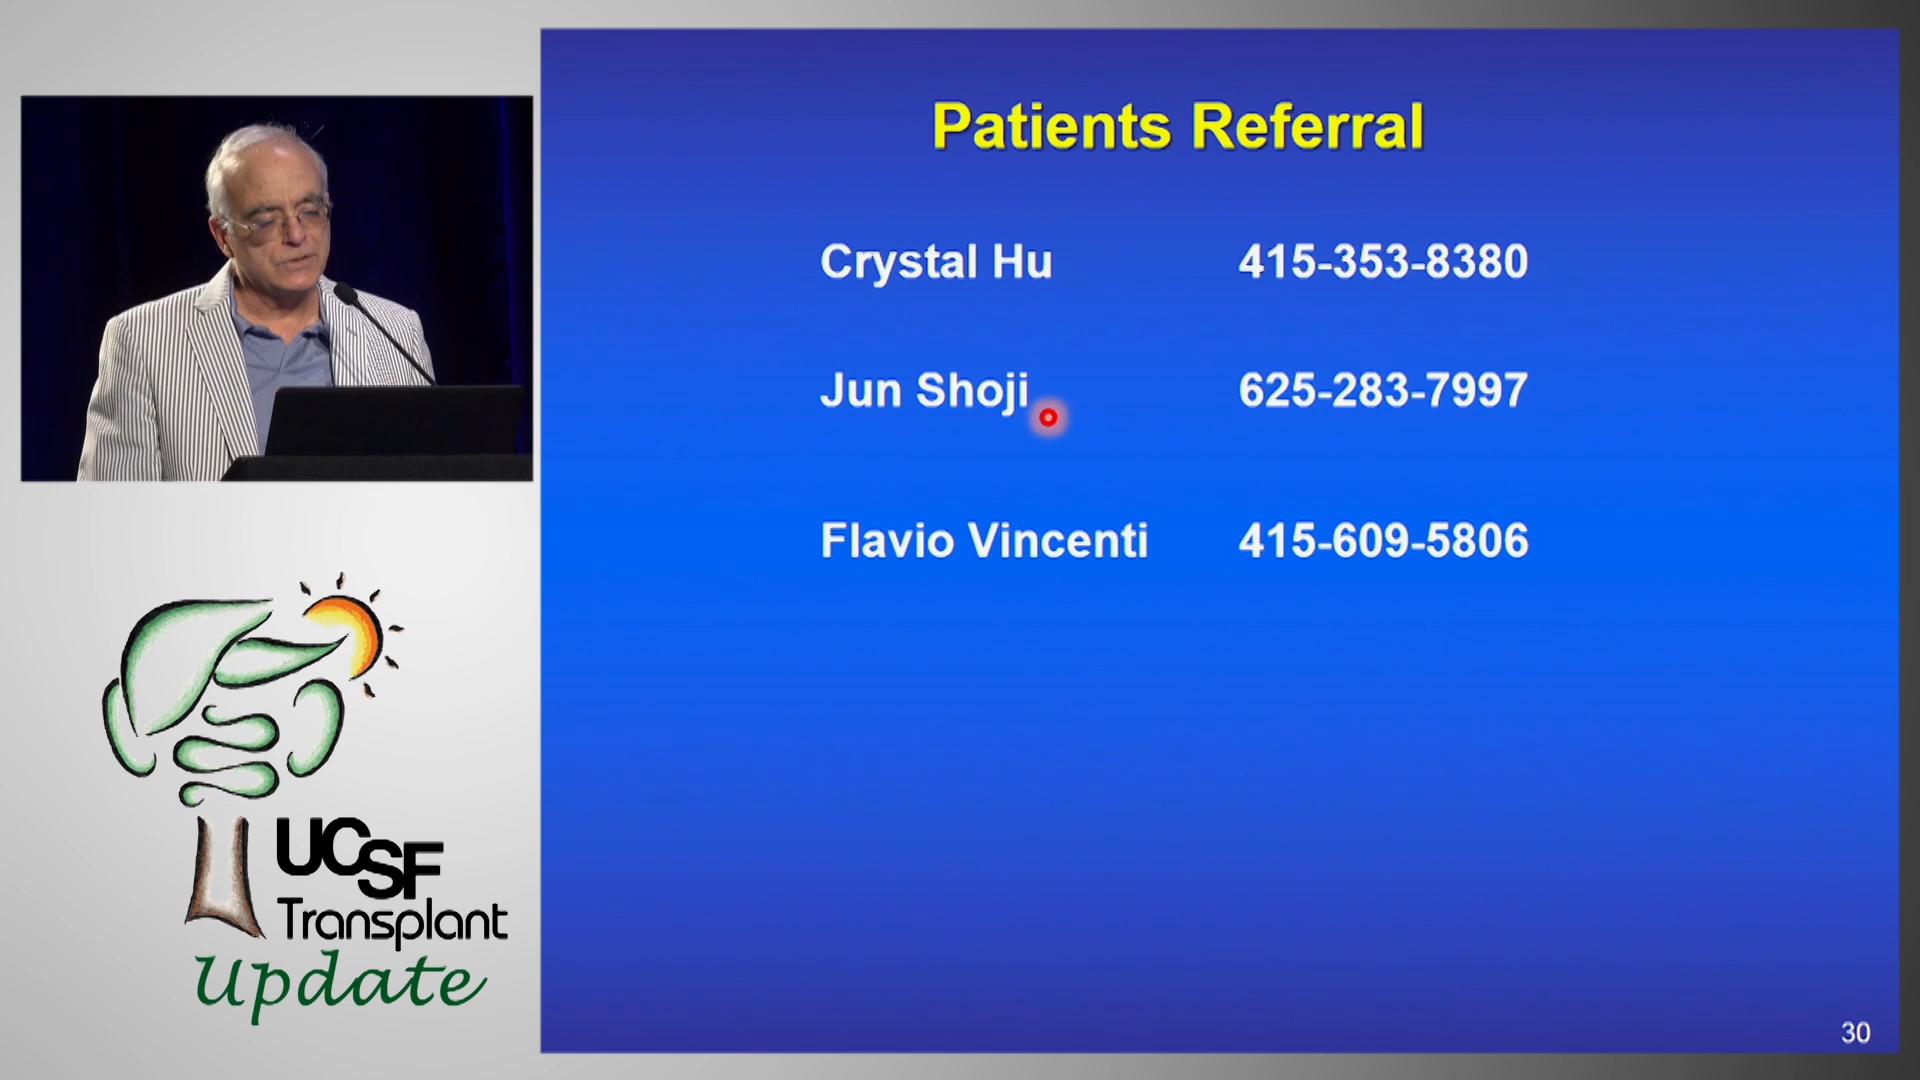 Patients Referral
Crystal Hu 415-353-8380
Jun Shoji 625-283-7997
Flavio Vincenti 415-609-5806
UCSF
Transplant
Update
30